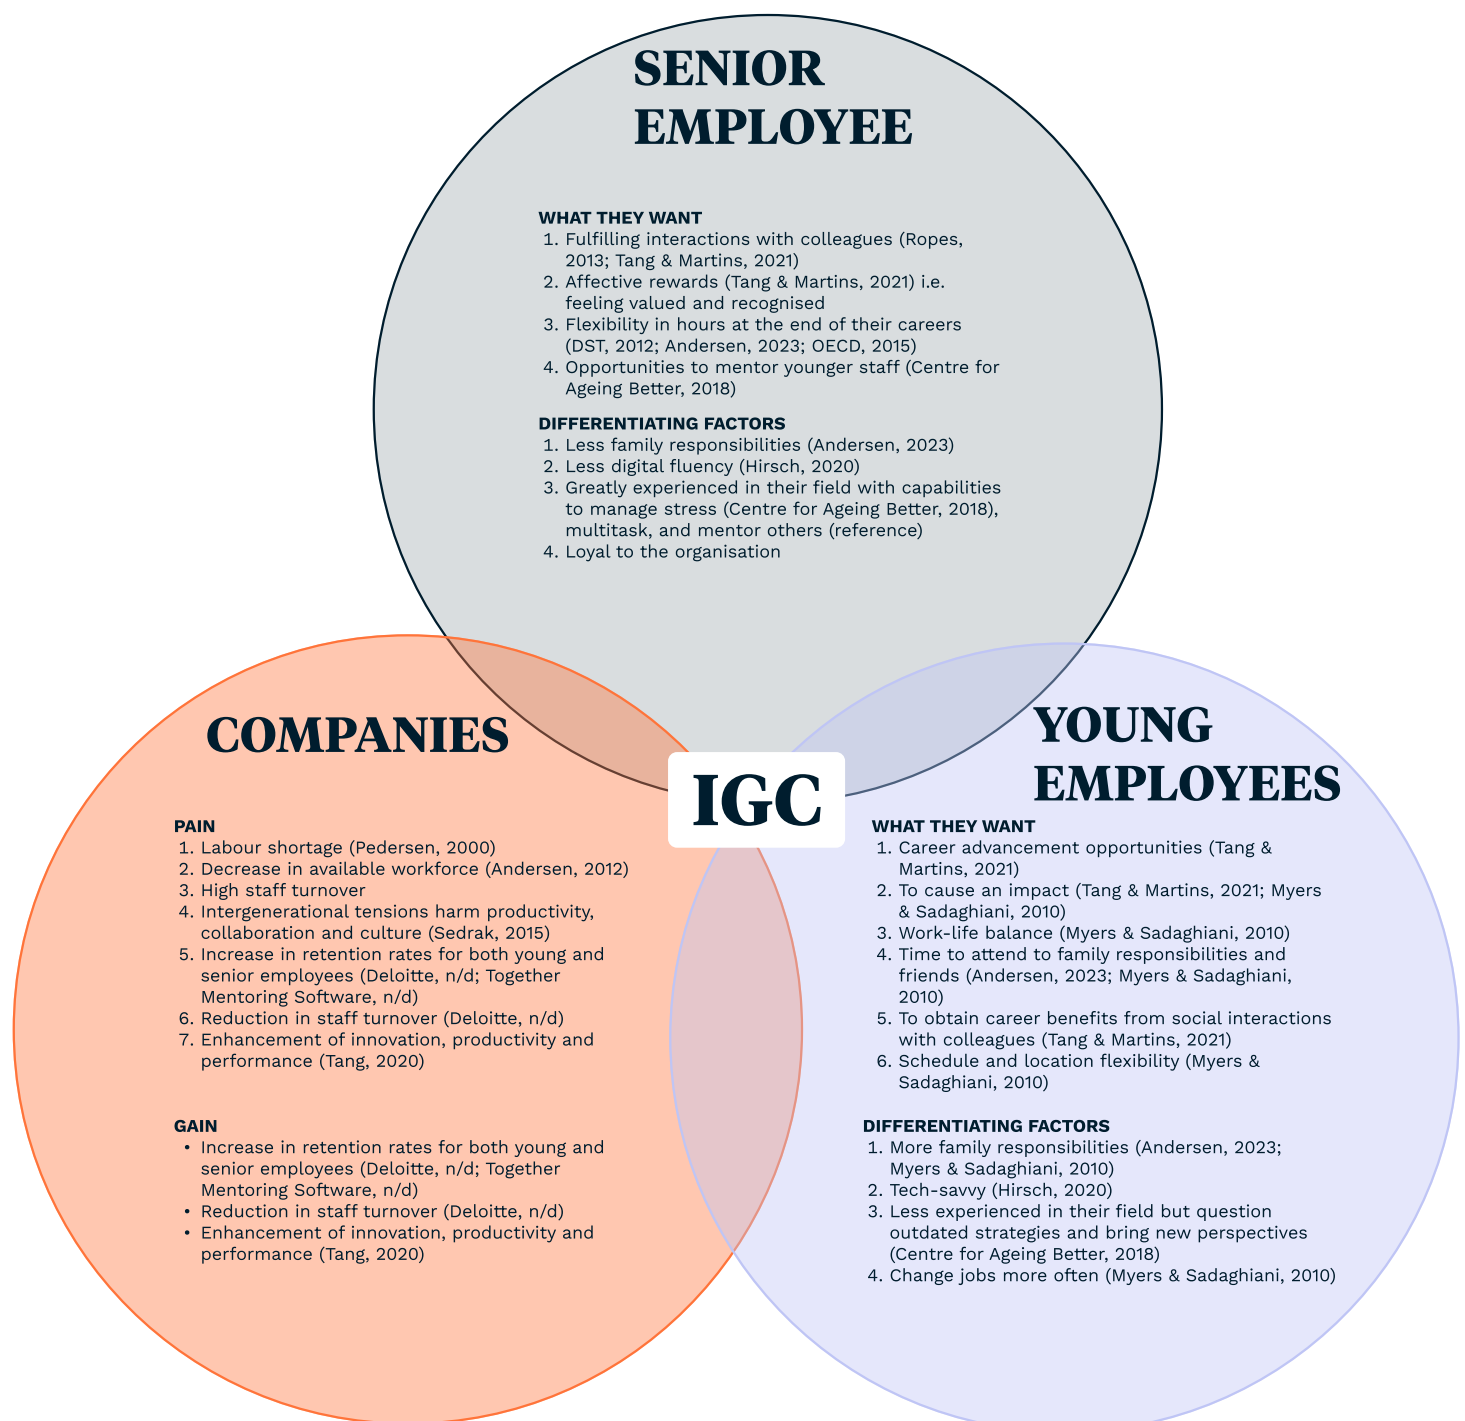 SENIOR
EMPLOYEE
WHAT THEY WANT
1. Fulfilling interactions with colleagues (Ropes,
2013; Tang & Martins, 2021)
2. Affective rewards (Tang & Martins, 2021) i.e.
feeling valued and recognised
3. Flexibility in hours at the end of their careers
(DST, 2012; Andersen, 2023; OECD, 2015)
4. Opportunities to mentor younger staff (Centre for
Ageing Better, 2018)
DIFFERENTIATING FACTORS
1. Less family responsibilities (Andersen, 2023)
2. Less digital fluency (Hirsch, 2020)
3. Greatly experienced in their field with capabilities
to manage stress (Centre for Ageing Better, 2018),
multitask, and mentor others (reference)
4. Loyal to the organisation
IGC
COMPANIES
PAIN
1. Labour shortage (Pedersen, 2000)
2. Decrease in available workforce (Andersen, 2012)
3. High staff turnover
4. Intergenerational tensions harm productivity,
collaboration and culture (Sedrak, 2015)
5. Increase in retention rates for both young and
senior employees (Deloitte, n/d; Together
Mentoring Software, n/d)
6. Reduction in staff turnover (Deloitte, n/d)
7. Enhancement of innovation, productivity and
performance (Tang, 2020)
GAIN
• Increase in retention rates for both young and
senior employees (Deloitte, n/d; Together
Mentoring Software, n/d)
• Reduction in staff turnover (Deloitte, n/d)
• Enhancement of innovation, productivity and
performance (Tang, 2020)
YOUNG
EMPLOYEES
WHAT THEY WANT
1. Career advancement opportunities (Tang &
Martins, 2021)
2. To cause an impact (Tang & Martins, 2021; Myers
& Sadaghiani, 2010)
3. Work-life balance (Myers & Sadaghiani, 2010)
4. Time to attend to family responsibilities and
friends (Andersen, 2023; Myers & Sadaghiani,
2010)
5. To obtain career benefits from social interactions
with colleagues (Tang & Martins, 2021)
6. Schedule and location flexibility (Myers &
Sadaghiani, 2010)
DIFFERENTIATING FACTORS
1. More family responsibilities (Andersen, 2023;
Myers & Sadaghiani, 2010)
2. Tech-savvy (Hirsch, 2020)
3. Less experienced in their field but question
outdated strategies and bring new perspectives
(Centre for Ageing Better, 2018)
4. Change jobs more often (Myers & Sadaghiani, 2010)